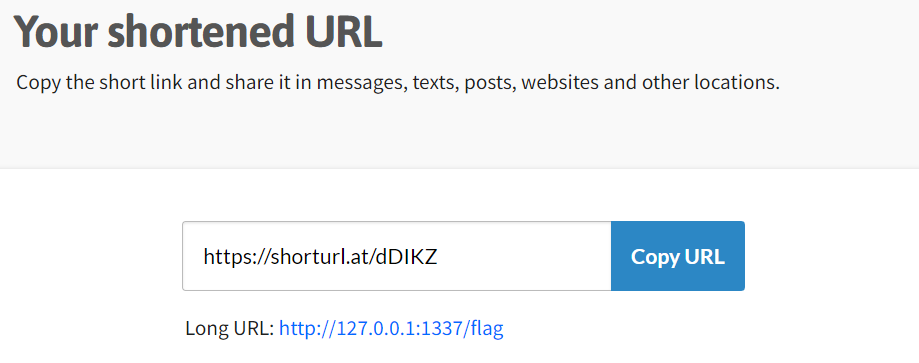 Your shortened URL
Copy the short link and share it in messages, texts, posts, websites and other locations.
https://shorturl.at/dDIKZ
Copy URL
Long URL: http://127.0.0.1:1337/flag